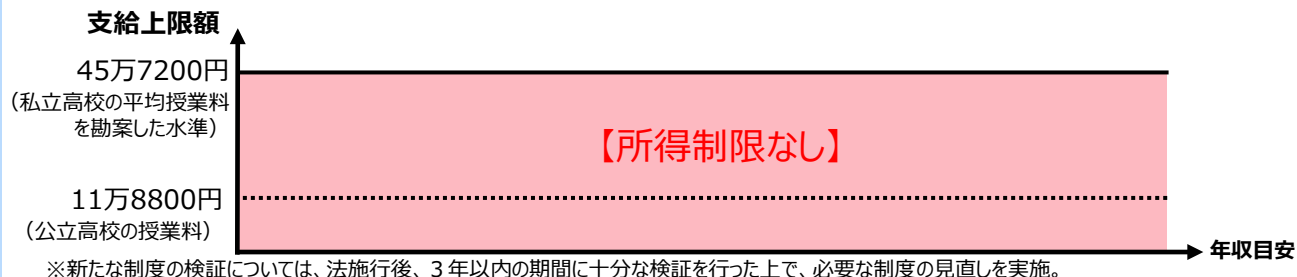 支給上限額
45万7200円
(私立高校の平均授業料
を勘案した水準)
【所得制限なし】
11万8800円
(公立高校の授業料)
年収目安
※新たな制度の検証については、法施行後、3年以内の期間に十分な検証を行った上で、必要な制度の見直しを実施。